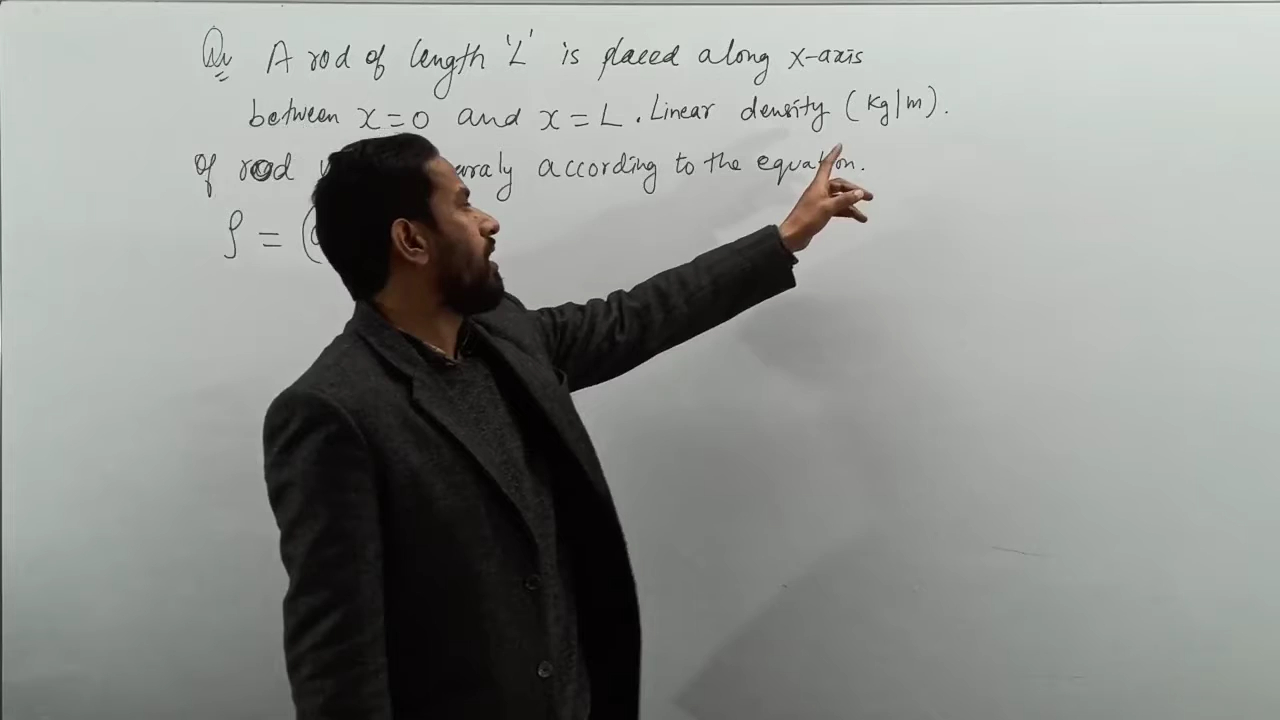 Qu A rod of length 'L' is placed along x-axis
between x=0 and x=L. Linear density (Kg/m).
of rod according to the equation.
ρ = (